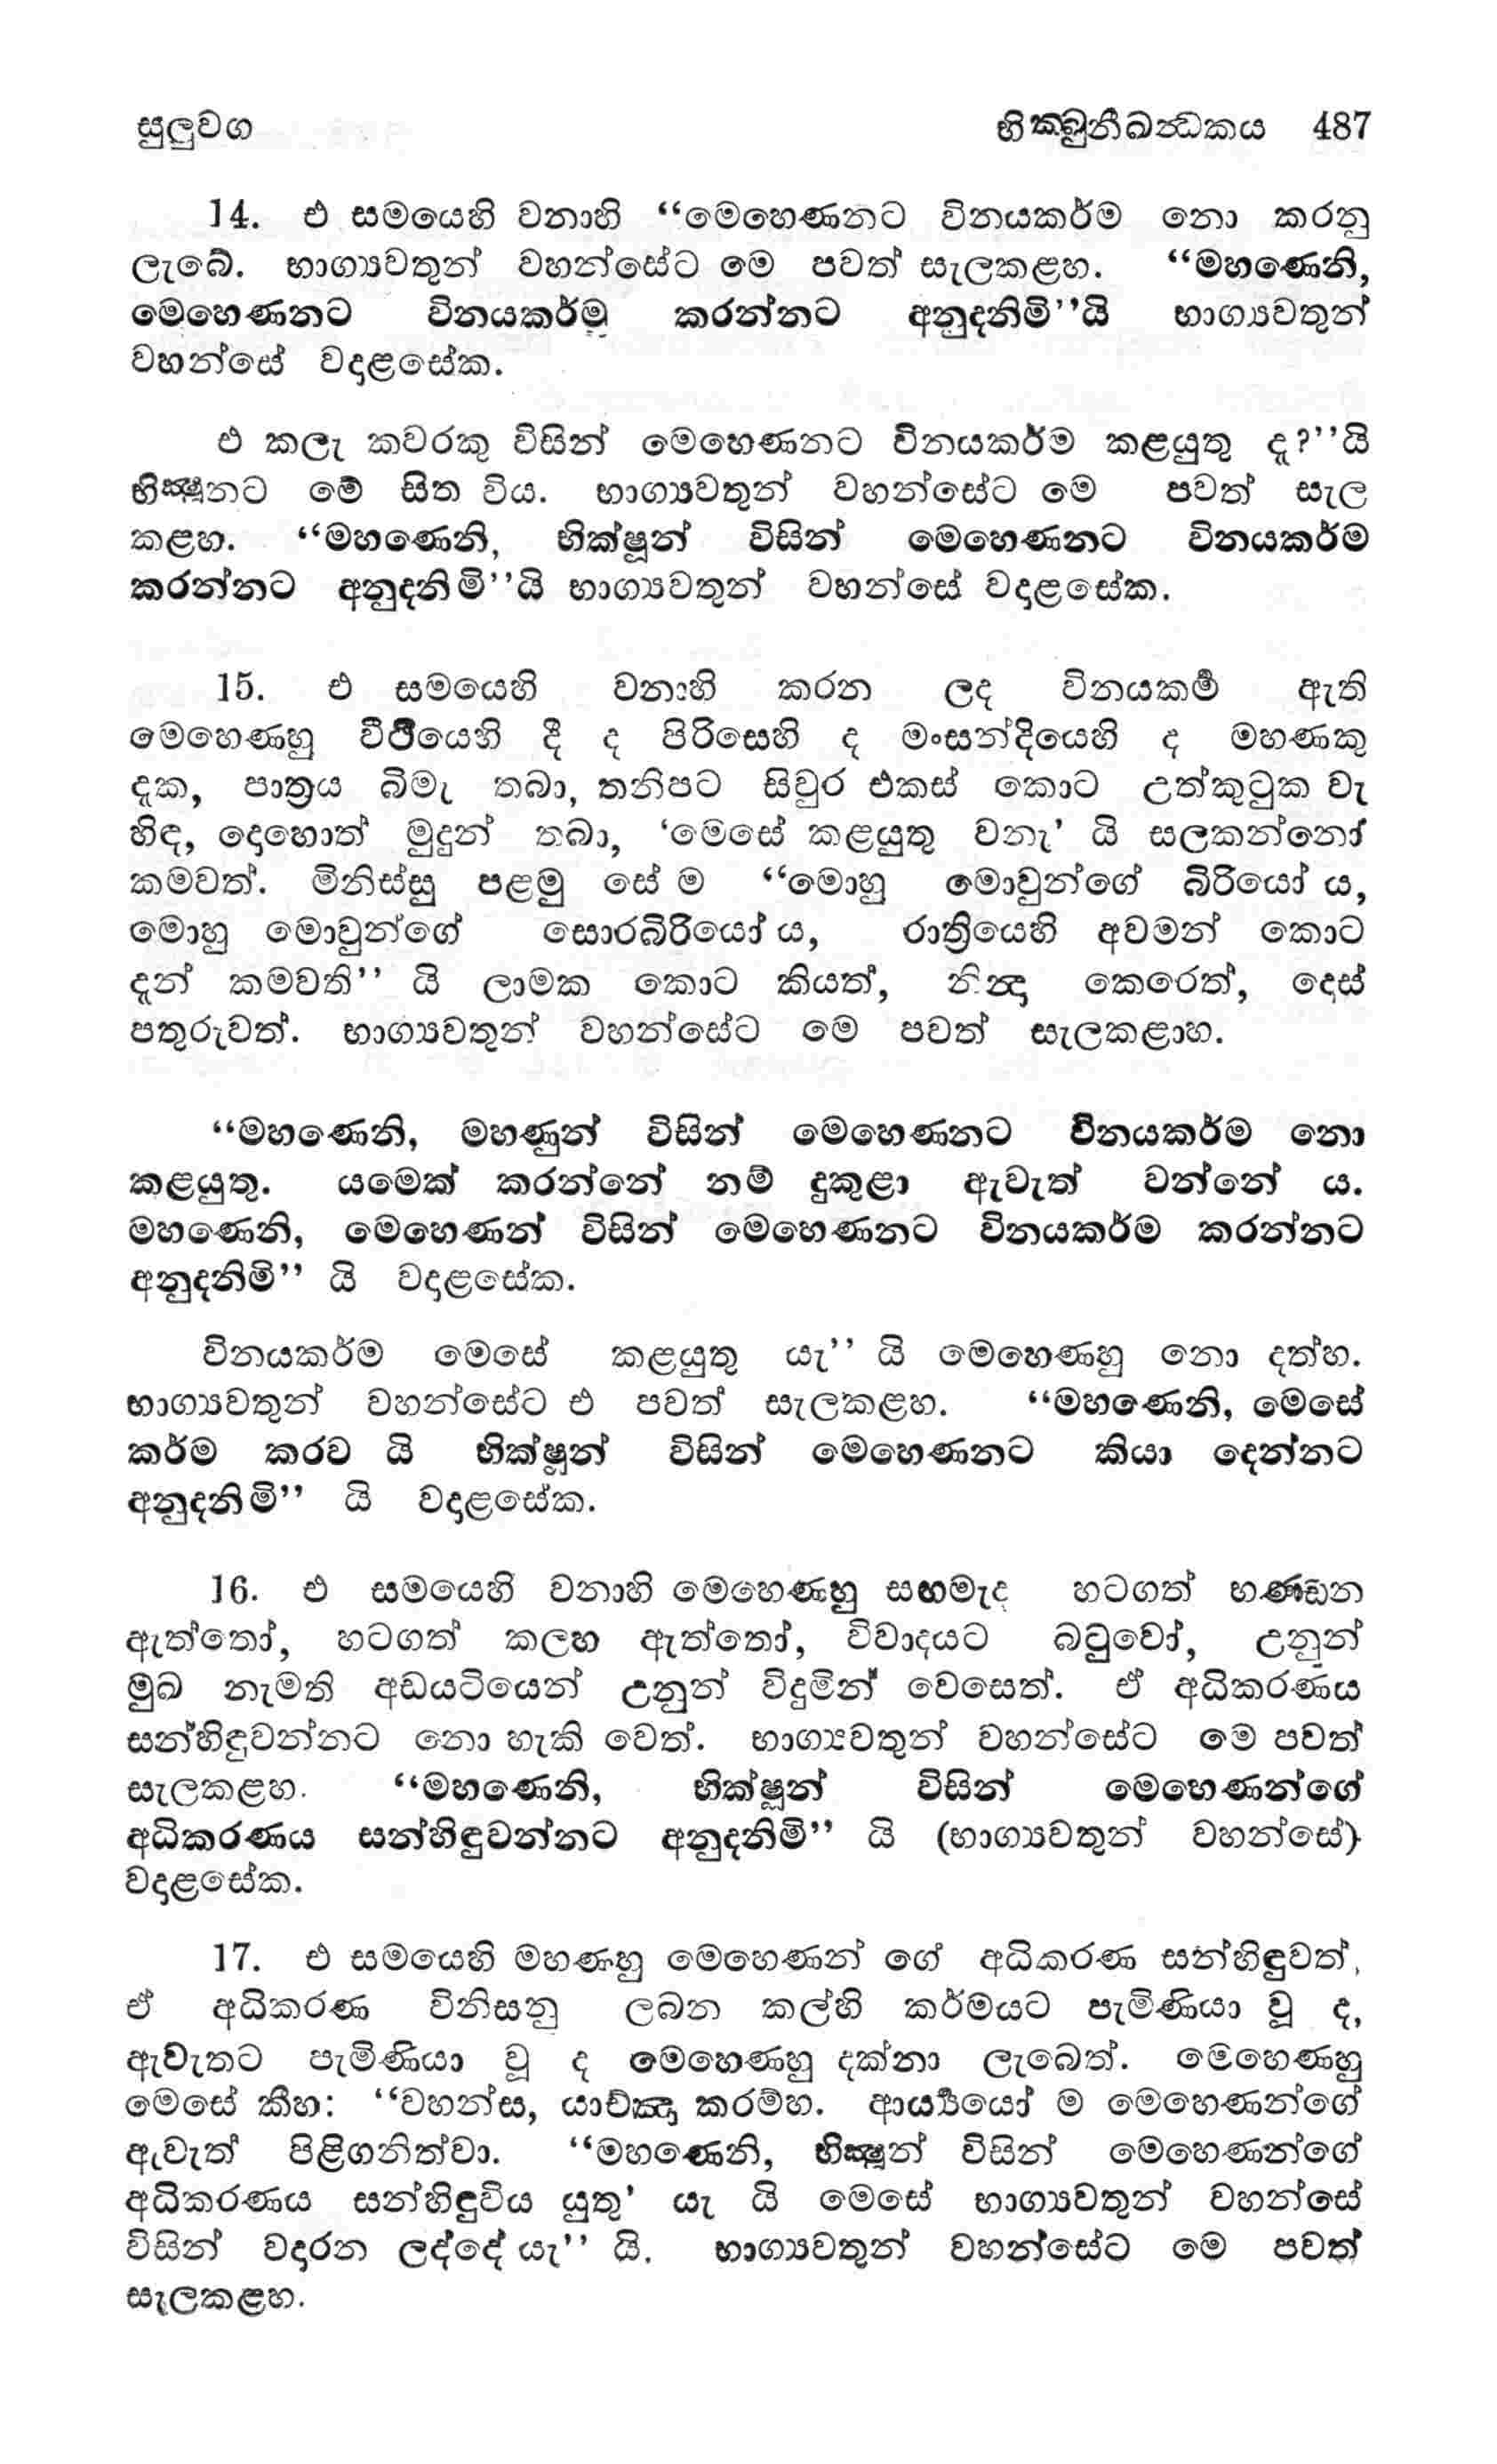 සුලුවග භික්ඛුනීඛන්ධකය 487
14. එ සමයෙහි වනාහි “මෙහෙණනට විනයකර්ම නො කරනු
ලැබේ. භාග්‍යවතුන් වහන්සේට මෙ පවත් සැලකළහ. “මහණෙනි,
මෙහෙණනට විනයකර්ම කරන්නට අනුදනිමි’’යි භාග්‍යවතුන්
වහන්සේ වදළසේක.
එ කලැ කවරකු විසින් මෙහෙණනට විනයකර්ම කළයුතු දැ?’’යි
භික්‍ෂූනට මේ සිත විය. භාග්‍යවතුන් වහන්සේට මෙ පවත් සැල
කළහ. “මහණෙනි, භික්ෂූන් විසින් මෙහෙණනට විනයකර්ම
කරන්නට අනුදනිමි’’යි භාග්‍යවතුන් වහන්සේ වදළසේක.
15. එ සමයෙහි වනාහි කරන ලද විනයකර්‍ම ඇති
මෙහෙණහු වීථියෙහි දී ද පිරිසෙහි ද මංසන්දියෙහි ද මහණකු
දැක, පාත්‍රය බිමැ තබා, තනිපට සිවුර එකස් කොට උත්කුටුක වැ
හිඳ, දොහොත් මුදුන් තබා, ‘මෙසේ කළයුතු වනැ’ යි සලකන්නෝ
කමවත්. මිනිස්සු පළමු සේ ම “මොහු මොවුන්ගේ බිරියෝ ය,
මොහු මොවුන්ගේ සොරබිරියෝ ය, රාත්‍රියෙහි අවමන් කොට
දැන් කමවති’’ යි ලාමක කොට කියත්, නින්‍දා කෙරෙත්, දොස්
පතුරුවත්. භාග්‍යවතුන් වහන්සේට මෙ පවත් සැලකළාහ.
“මහණෙනි, මහණුන් විසින් මෙහෙණනට විනයකර්ම නො
කළයුතු. යමෙක් කරන්නේ නම් දුකුළා ඇවැත් වන්නේ ය.
මහණෙනි, මෙහෙණන් විසින් මෙහෙණනට විනයකර්ම කරන්නට
අනුදනිමි’’ යි වදළසේක.
විනයකර්ම මෙසේ කළයුතු යැ’’ යි මෙහෙණහු නො දත්හ.
භාග්‍යවතුන් වහන්සේට එ පවත් සැලකළහ. “මහණෙනි, මෙසේ
කර්ම කරව යි භික්ෂූන් විසින් මෙහෙණනට කියා දෙන්නට
අනුදනිමි’’ යි වදළසේක.
16. එ සමයෙහි වනාහි මෙහෙණහු සඟමැද හටගත් භණ්‍ඩන
ඇත්තෝ, හටගත් කලහ ඇත්තෝ, විවාදයට බටුවෝ, උනුන්
මුඛ නැමති අඩයටියෙන් උනුන් විදුමින් වෙසෙත්. ඒ අධිකරණය
සන්හිඳුවන්නට නො හැකි වෙත්. භාග්‍යවතුන් වහන්සේට මෙ පවත්
සැලකළහ. “මහණෙනි, භික්ෂූන් විසින් මෙහෙණන්ගේ
අධිකරණය සන්හිඳුවන්නට අනුදනිමි’’ යි (භාග්‍යවතුන් වහන්සේ)
වදළසේක.
17. එ සමයෙහි මහණහු මෙහෙණන් ගේ අධිකරණ සන්හිඳුවත්,
ඒ අධිකරණ විනිසනු ලබන කල්හි කර්මයට පැමිණියා වූ ද,
ඇවැතට පැමිණියා වූ ද මෙහෙණහු දක්නා ලැබෙත්. මෙහෙණහු
මෙසේ කීහ: “වහන්ස, යාච්ඤා කරම්හ. ආර්‍ය්‍යයෝ ම මෙහෙණන්ගේ
ඇවැත් පිළිගනිත්වා. “මහණෙනි, භික්‍ෂූන් විසින් මෙහෙණන්ගේ
අධිකරණය සන්හිඳුවිය යුතු’ යැ යි මෙසේ භාග්‍යවතුන් වහන්සේ
විසින් වදරන ලද්දේ යැ’’ යි. භාග්‍යවතුන් වහන්සේට මෙ පවත්
සැලකළහ.